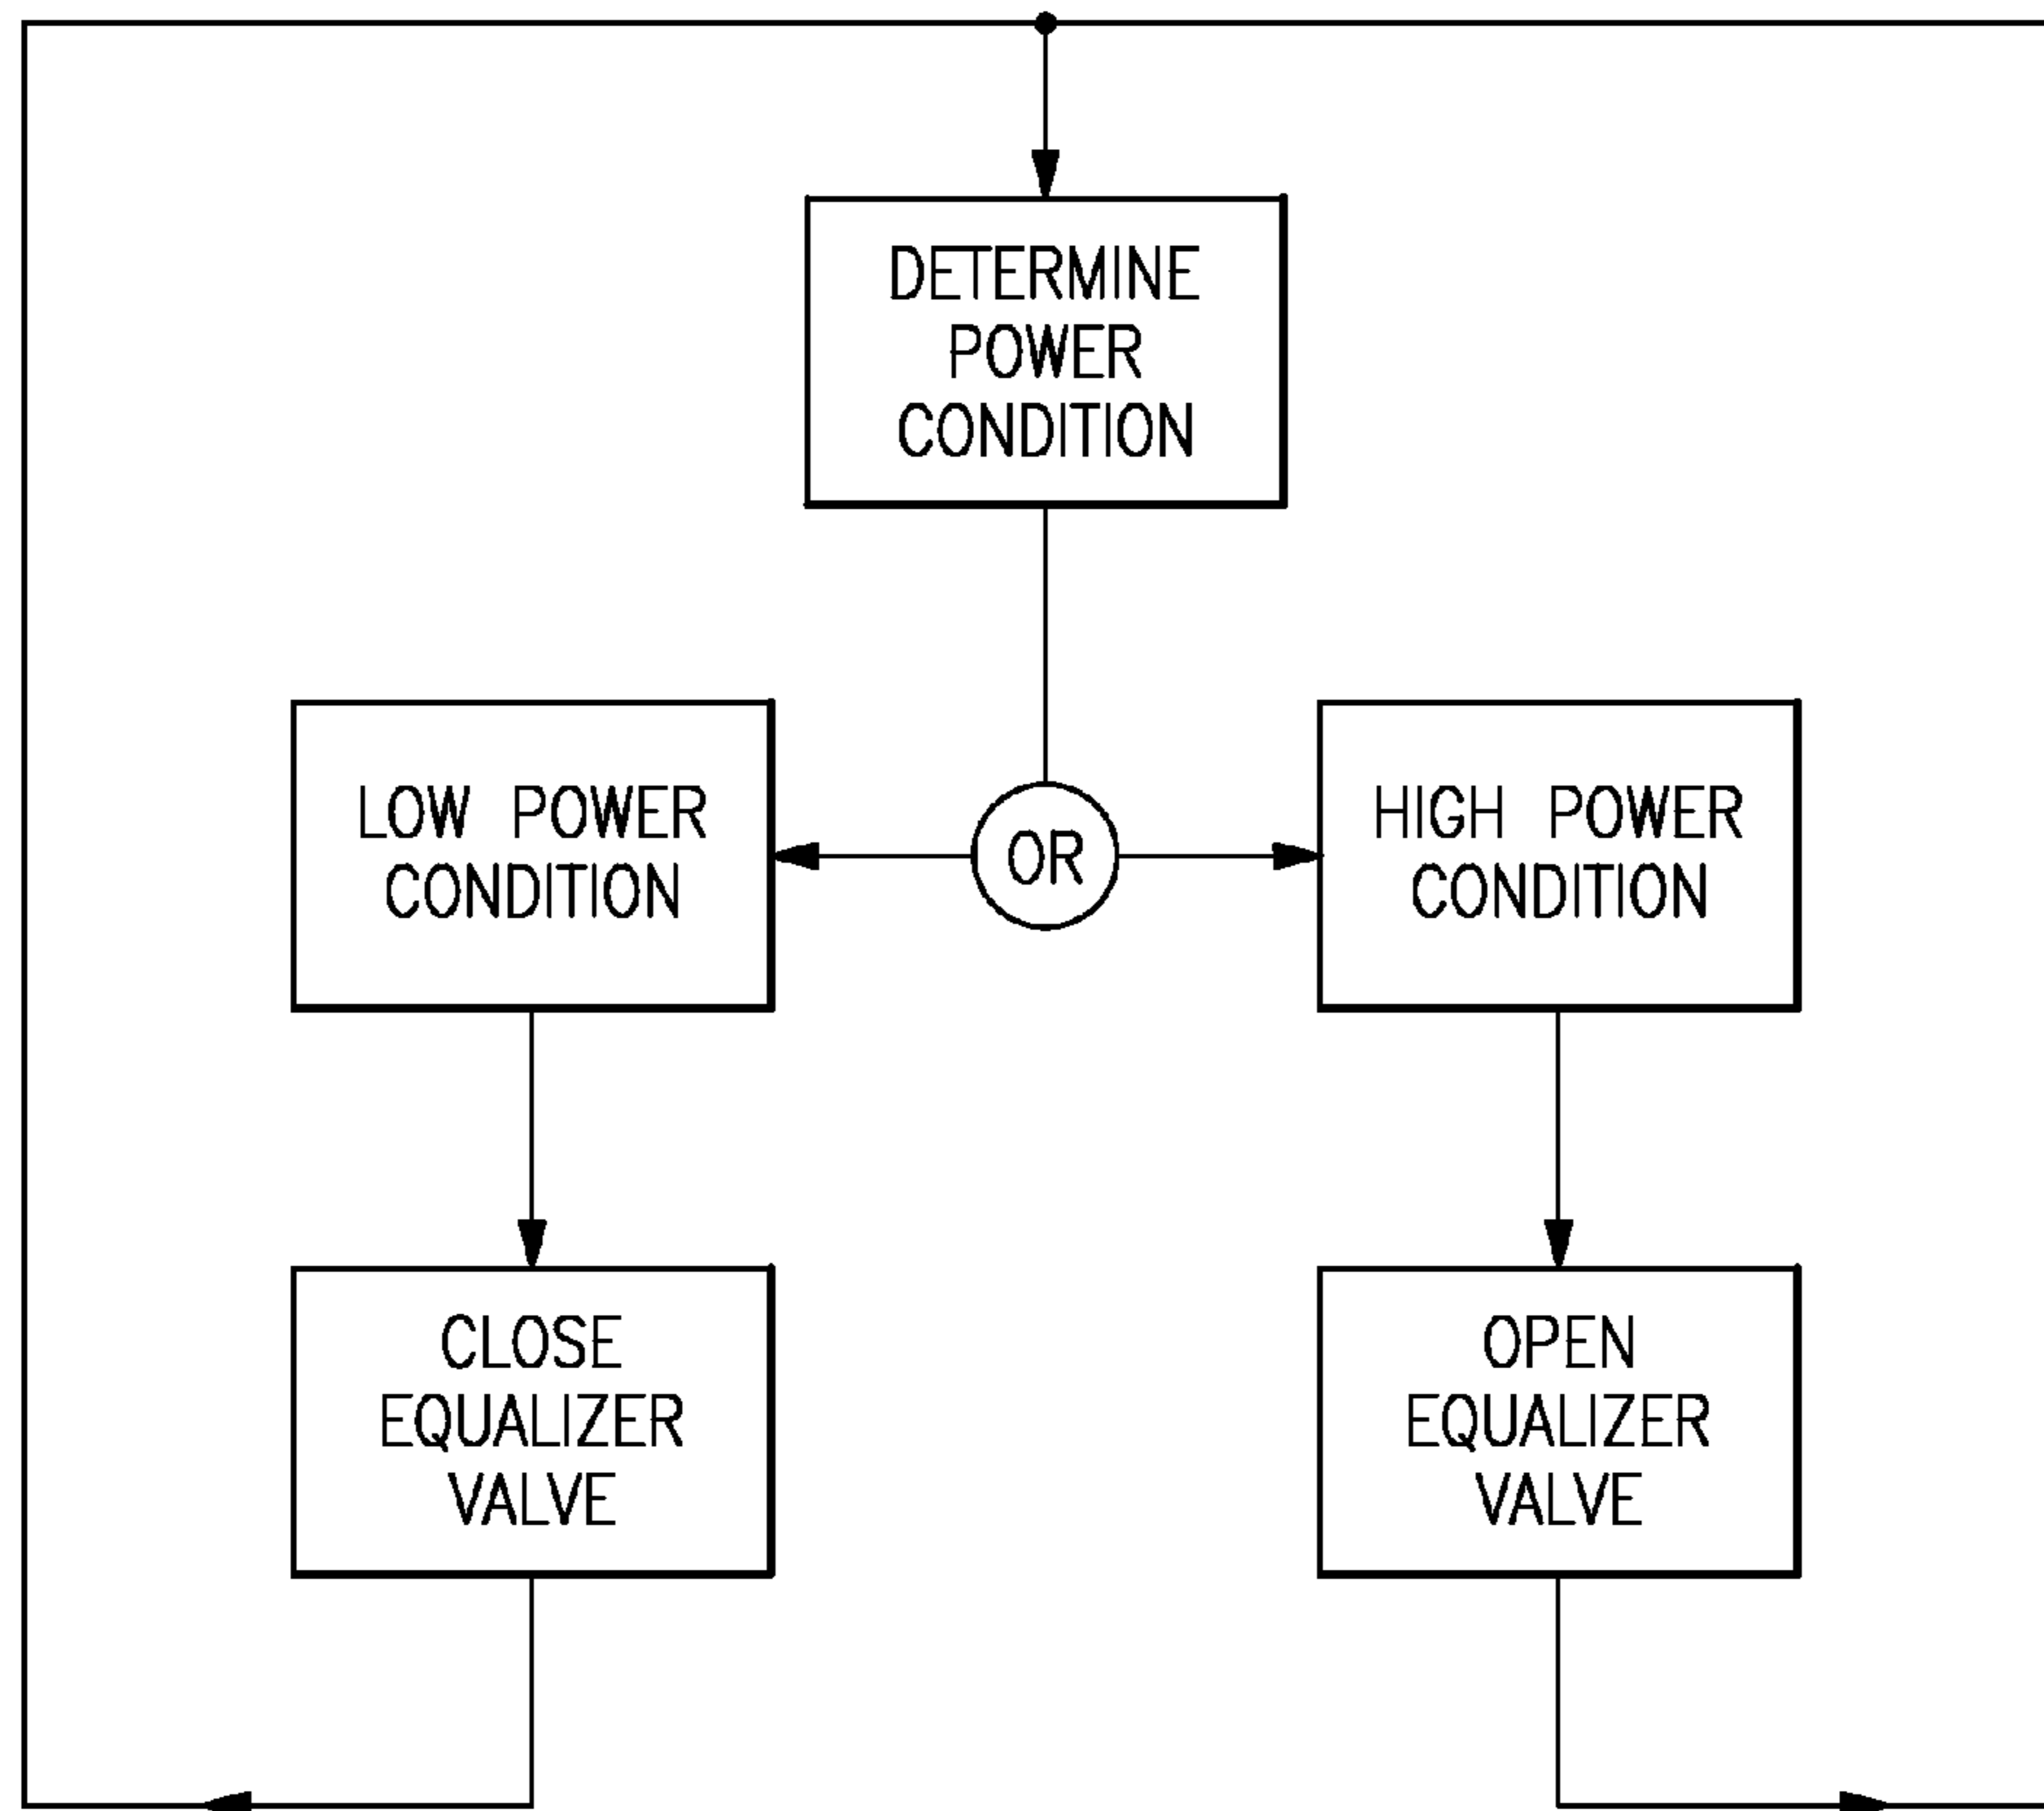 DETERMINE
POWER
CONDITION
LOW POWER
CONDITION
OR
HIGH POWER
CONDITION
CLOSE
EQUALIZER
VALVE
OPEN
EQUALIZER
VALVE